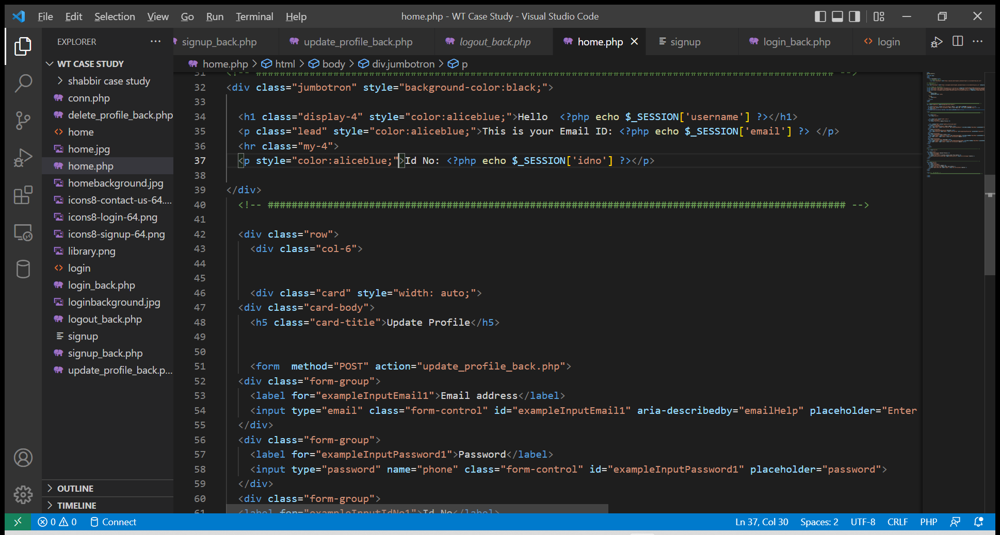 File Edit Selection View Go Run Terminal Help
home.php - WT Case Study - Visual Studio Code
EXPLORER
signup_back.php update_profile_back.php logout_back.php home.php signup login_back.php login
WT CASE STUDY
shabbir case study
conn.php
delete_profile_back.php
home
home.jpg
home.php
homebackground.jpg
icons8-contact-us-64....
icons8-login-64.png
icons8-signup-64.png
library.png
login
login_back.php
loginbackground.jpg
logout_back.php
signup
signup_back.php
update_profile_back.p...
OUTLINE
TIMELINE
home.php > html > body > div.jumbotron > p
32 <div class="jumbotron" style="background-color:black;">
33
34 <h1 class="display-4" style="color:aliceblue;">Hello  <?php echo $_SESSION['username'] ?></h1>
35 <p class="lead" style="color:aliceblue;">This is your Email ID: <?php echo $_SESSION['email'] ?> </p>
36 <hr class="my-4">
37 <p style="color:aliceblue;">Id No: <?php echo $_SESSION['idno'] ?></p>
38
39 </div>
40 <!-- ################################################################################################# -->
41
42 <div class="row">
43 <div class="col-6">
44
45
46 <div class="card" style="width: auto;">
47 <div class="card-body">
48 <h5 class="card-title">Update Profile</h5>
49
50
51 <form  method="POST" action="update_profile_back.php">
52 <div class="form-group">
53 <label for="exampleInputEmail1">Email address</label>
54 <input type="email" class="form-control" id="exampleInputEmail1" aria-describedby="emailHelp" placeholder="Enter
55 </div>
56 <div class="form-group">
57 <label for="exampleInputPassword1">Password</label>
58 <input type="password" name="phone" class="form-control" id="exampleInputPassword1" placeholder="password">
59 </div>
60 <div class="form-group">
61 <label for="exampleInputIdNo1">Id No</label>
0 0 Connect
Ln 37, Col 30 Spaces: 2 UTF-8 CRLF PHP